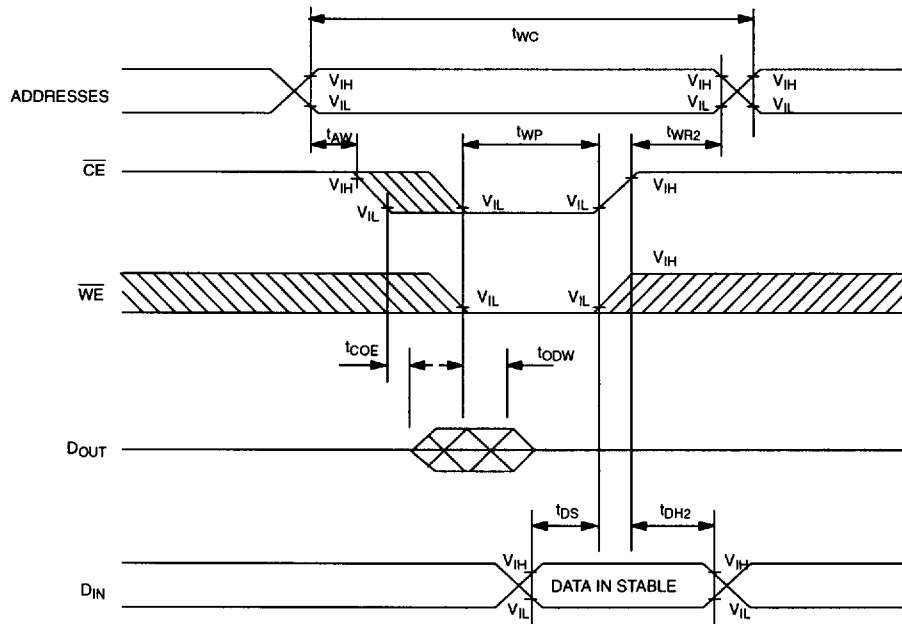 tWC
ADDRESSES
VIH
VIL
VIH
VIL
VIH
VIL
tAW
tWP
tWR2
CE
VIH
VIL
VIL
VIL
VIH
WE
VIL
VIL
VIH
tCOE
tODW
DOUT
tDS
tDH2
DIN
VIH
VIL
DATA IN STABLE
VIH
VIL